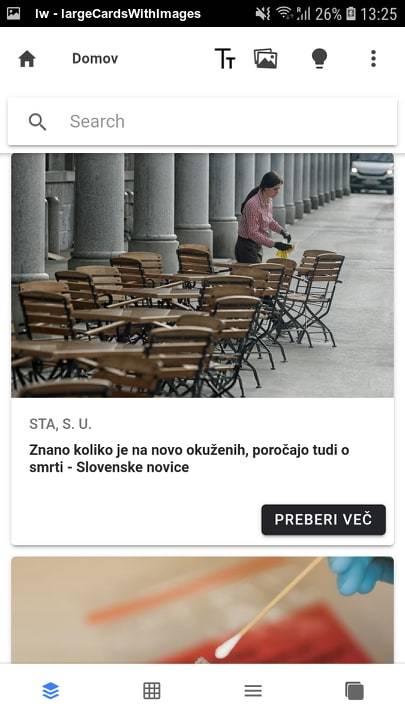 lw - largeCardsWithImages
26% 13:25
Domov
Search
STA, S. U.
Znano koliko je na novo okuženih, poročajo tudi o
smrti - Slovenske novice
PREBERI VEČ